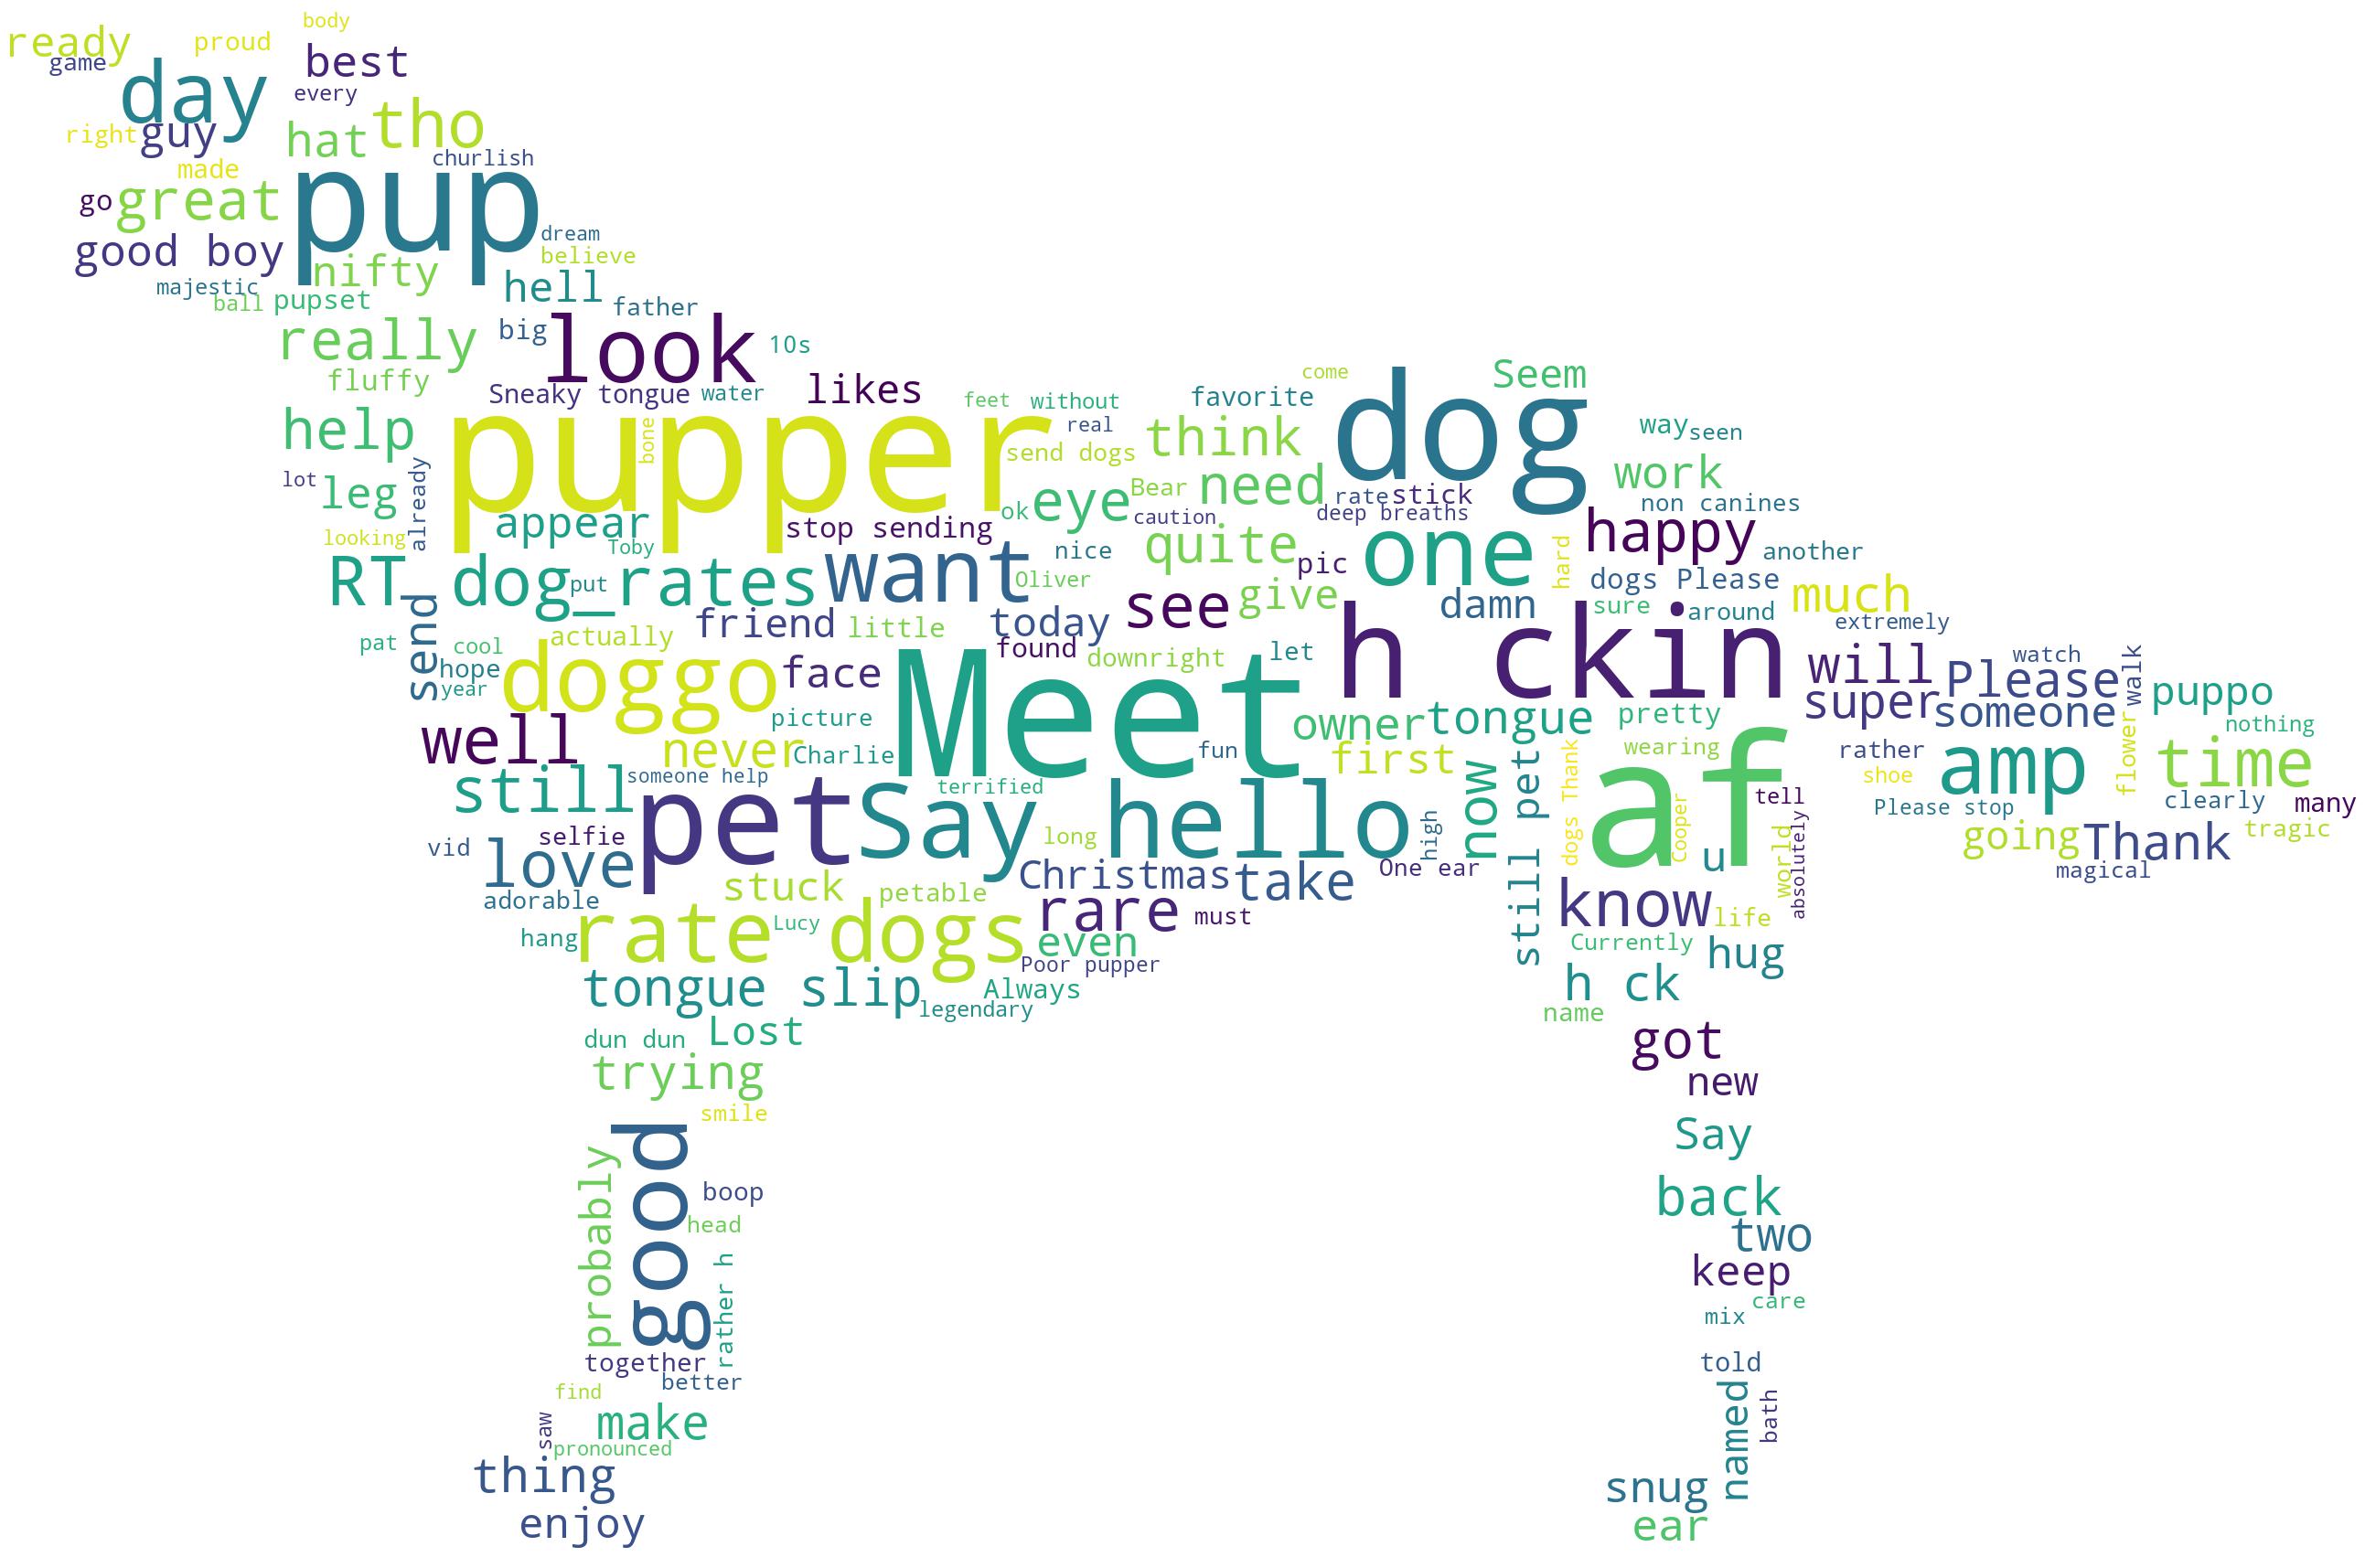 body
ready
proud
game
best
day
every
tho
right
guy
hat
churlish
made
pup
go
great
good boy
dream
believe
nifty
majestic
ball
pupset
hell
father
really
big
look
10s
fluffy
Sneaky tongue
water
likes
feet
without
favorite
come
dog
Seem
help
pupper
bone
real
send dogs
think
way
seen
lot
leg
already
Bear
need
rate
stick
work
looking
appear
stop sending
ok
eye
caution
deep breaths
non canines
Toby
nice
quite
pic
one
hard
happy
another
RT dog_rates
put
want
Oliver
see
give
damn
dogs Please
sure
around
much
extremely
send
pat
cool
hope
year
actually
friend
little
today
found
downright
let
h ckin
will
Please
watch
walk
doggo
face
Meet
super
someone
puppo
nothing
well
never
picture
Charlie
owner
tongue
pretty
fun
first
now
still pet
dogs Thank
wearing
af
rather
shoe
amp
flower
time
still
someone help
terrified
pet
Say hello
high
Cooper
tell
Please stop
clearly
many
vid
selfie
long
u
world
absolutely
going
Thank
tragic
magical
love
adorable
stuck
petable
Christmas
take
One ear
know
life
hang
rate dogs
Lucy
rare
must
even
Poor pupper
Currently
hug
tongue slip
legendary
Always
h ck
name
dun dun
Lost
got
trying
new
smile
Say
good
probably
boop
head
rather h
back
two
keep
care
mix
together
better
told
find
make
named
bath
saw
pronounced
thing
snug
enjoy
ear